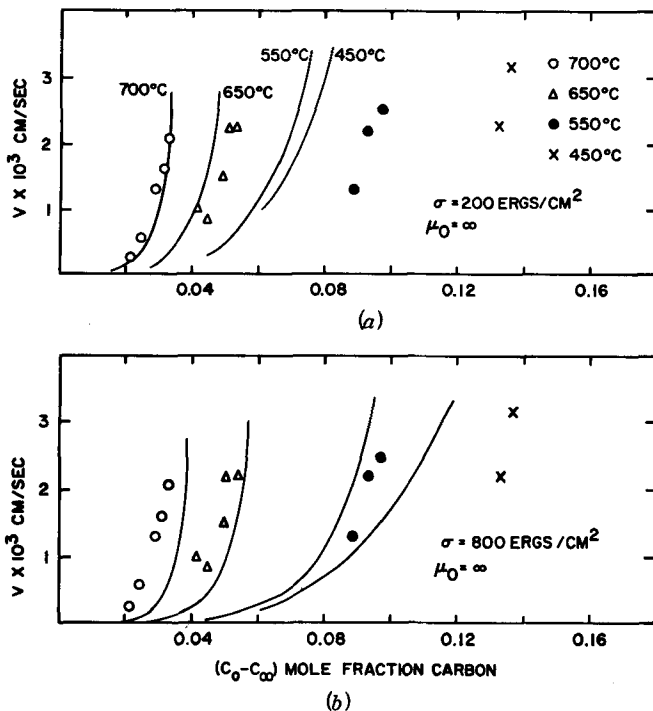 (a)
V X 10³ CM/SEC
3
2
1
700°C
650°C
550°C
450°C
○ 700°C
△ 650°C
● 550°C
× 450°C
σ = 200 ERGS/CM²
μ₀ = ∞
0.04
0.08
0.12
0.16
(a)
V X 10³ CM/SEC
3
2
1
σ = 800 ERGS/CM²
μ₀ = ∞
0.04
0.08
0.12
0.16
(C₀-C∞) MOLE FRACTION CARBON
(b)